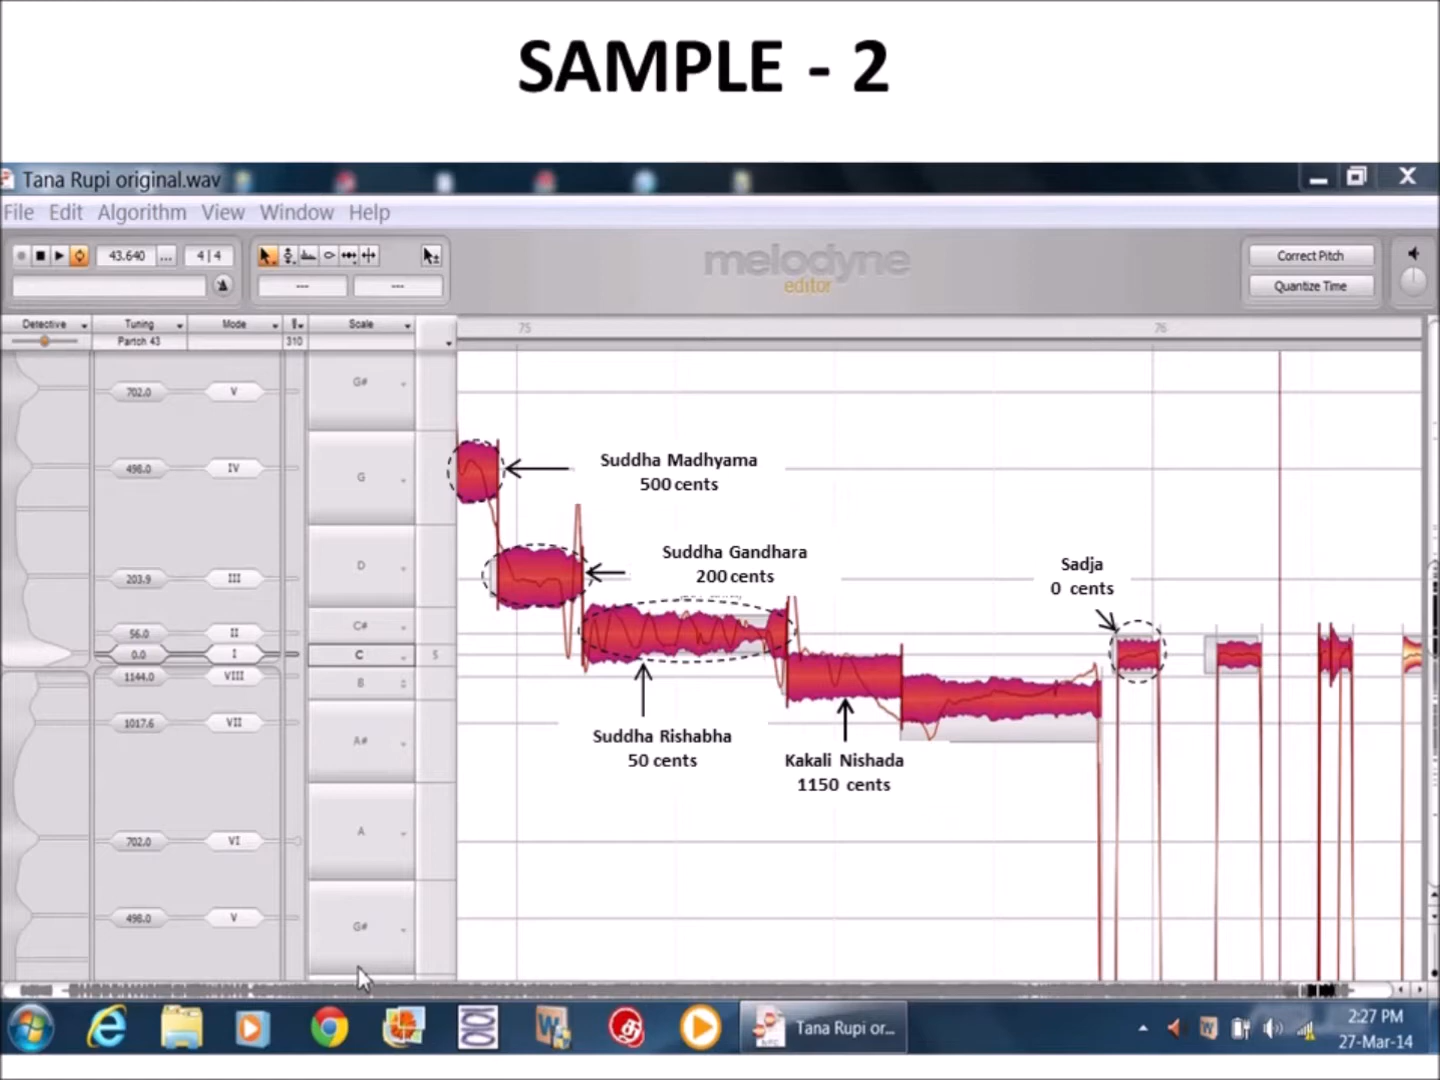 SAMPLE - 2
Tana Rupi original.wav
File Edit Algorithm View Window Help
43.640 ... 4|4
--- ---
melodyne
editor
Correct Pitch
Quantize Time
Detective Tuning Mode Scale
Partch 43 310
75 76
702.0 V G#
498.0 IV G
203.9 III D
56.0 II C#
0.0 I C 5
1144.0 VIII B
1017.6 VII A#
702.0 VI A
498.0 V G#
Suddha Madhyama
500 cents
Suddha Gandhara
200 cents
Sadja
0 cents
Suddha Rishabha
50 cents
Kakali Nishada
1150 cents
Tana Rupi or...
2:27 PM
27-Mar-14